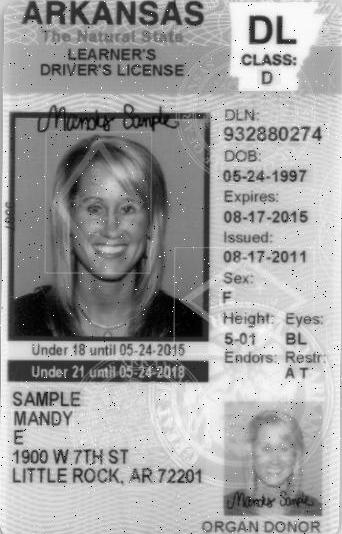 ARKANSAS
The Natural State
LEARNER'S
DRIVER'S LICENSE
DL
CLASS:
D
Mandy Sample
DLN:
932880274
DOB:
05-24-1997
Expires:
08-17-2015
Issued:
08-17-2011
Sex:
F
Height: Eyes:
5-01 BL
Endors: Restr:
A T
Under 18 until 05-24-2015
Under 21 until 05-24-2018
SAMPLE
MANDY
E
1900 W.7TH ST
LITTLE ROCK, AR 72201
Mandy Sample
ORGAN DONOR